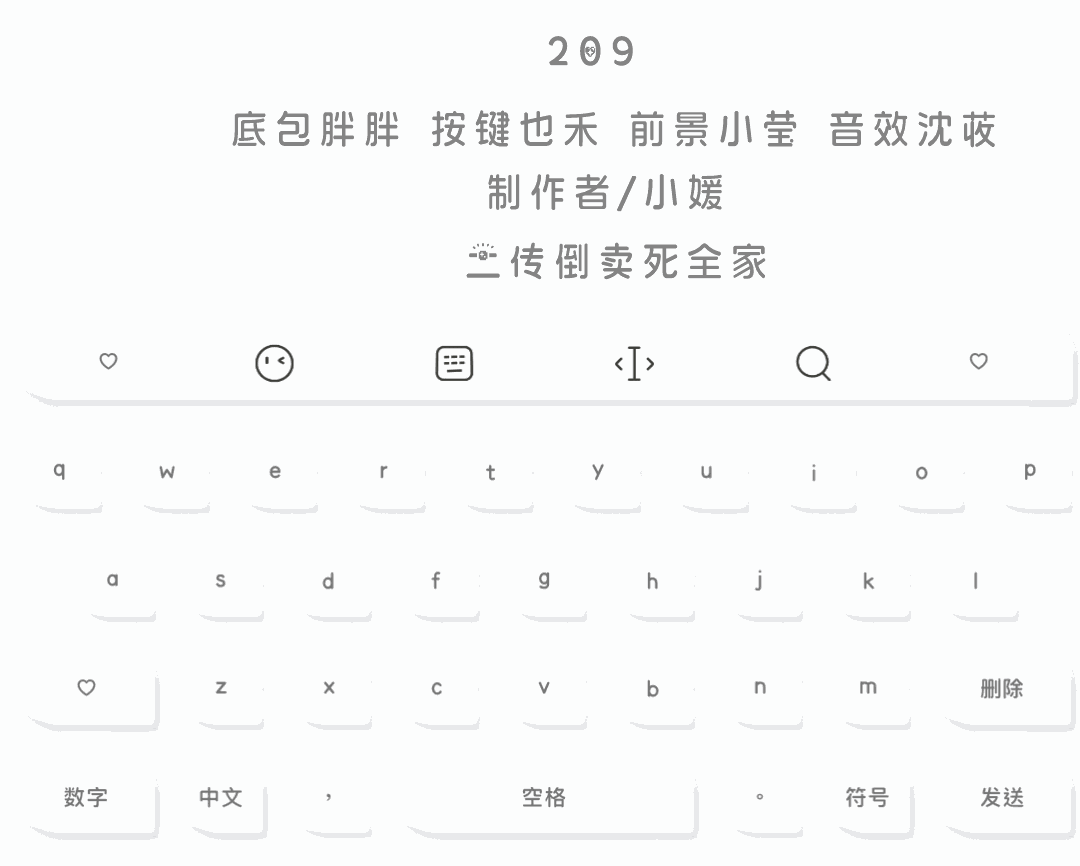 209
底包胖胖 按键也禾 前景小莹 音效沈莜
制作者/小媛
二传倒卖死全家
q w e r t y u i o p
a s d f g h j k l
z x c v b n m 删除
数字 中文 , 空格 。 符号 发送